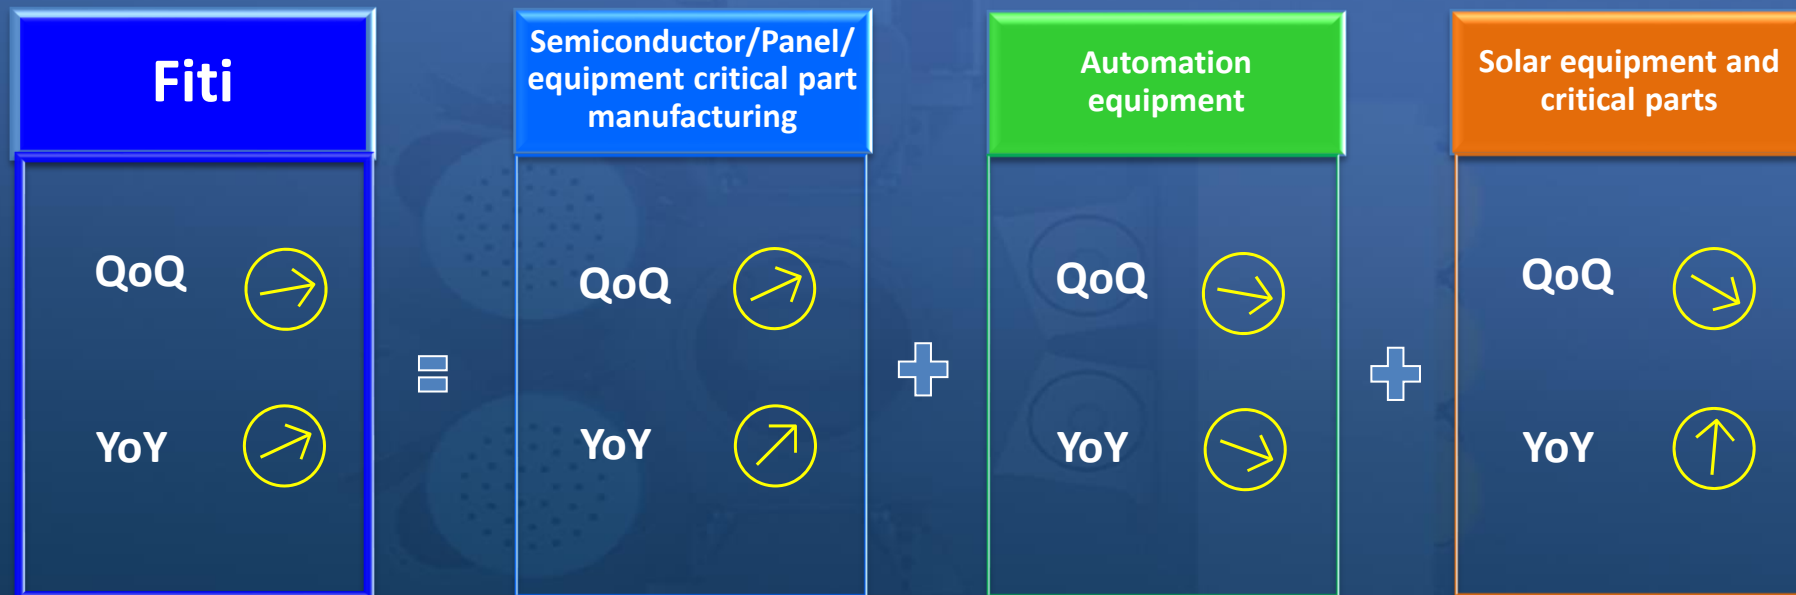 Fiti
QoQ
YoY
Semiconductor/Panel/
equipment critical part
manufacturing
QoQ
YoY
Automation
equipment
QoQ
YoY
Solar equipment and
critical parts
QoQ
YoY